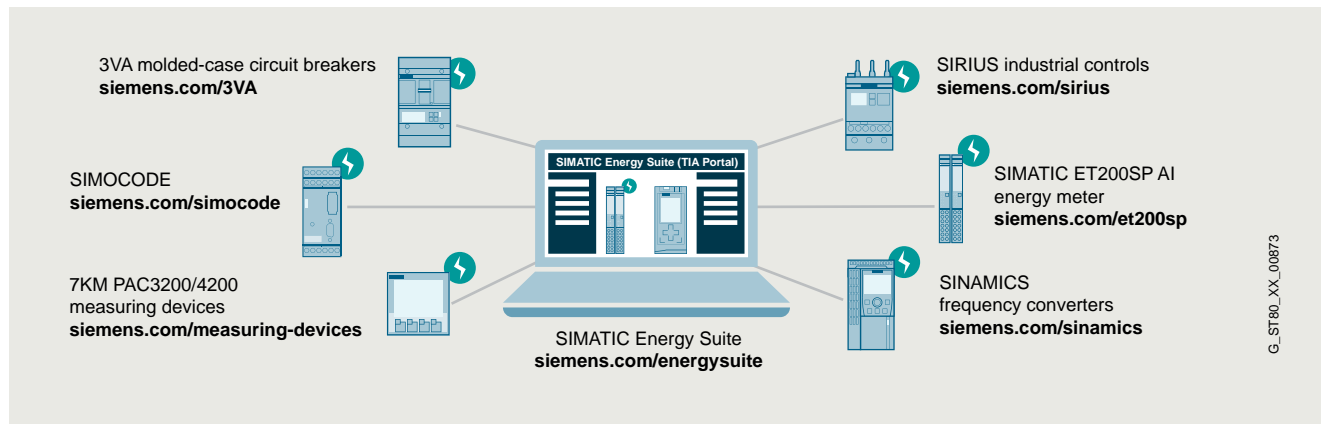 3VA molded-case circuit breakers
siemens.com/3VA
SIMOCODE
siemens.com/simocode
7KM PAC3200/4200
measuring devices
siemens.com/measuring-devices
SIMATIC Energy Suite (TIA Portal)
SIMATIC Energy Suite
siemens.com/energysuite
SIRIUS industrial controls
siemens.com/sirius
SIMATIC ET200SP AI
energy meter
siemens.com/et200sp
SINAMICS
frequency converters
siemens.com/sinamics
G_ST80_XX_00873